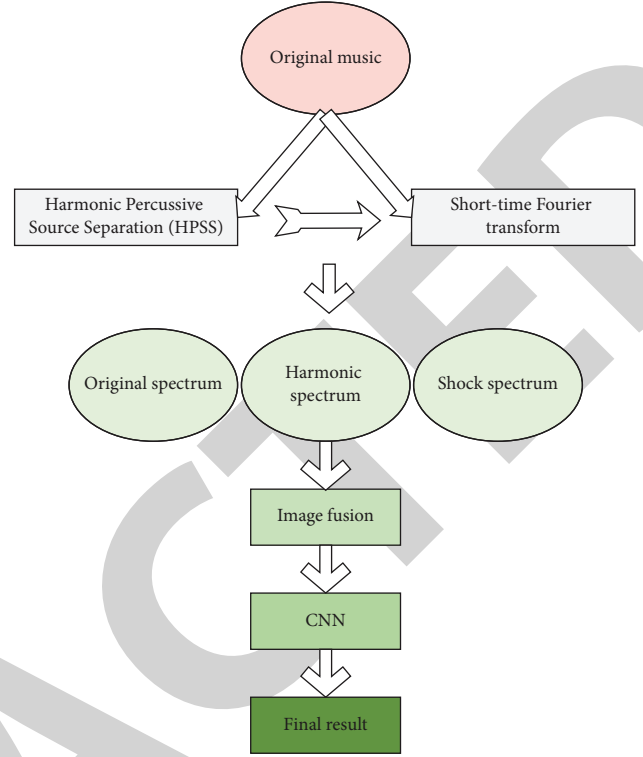 Original music
Harmonic Percussive
Source Separation (HPSS)
Short-time Fourier
transform
Original spectrum
Harmonic
spectrum
Shock spectrum
Image fusion
CNN
Final result
ACTED